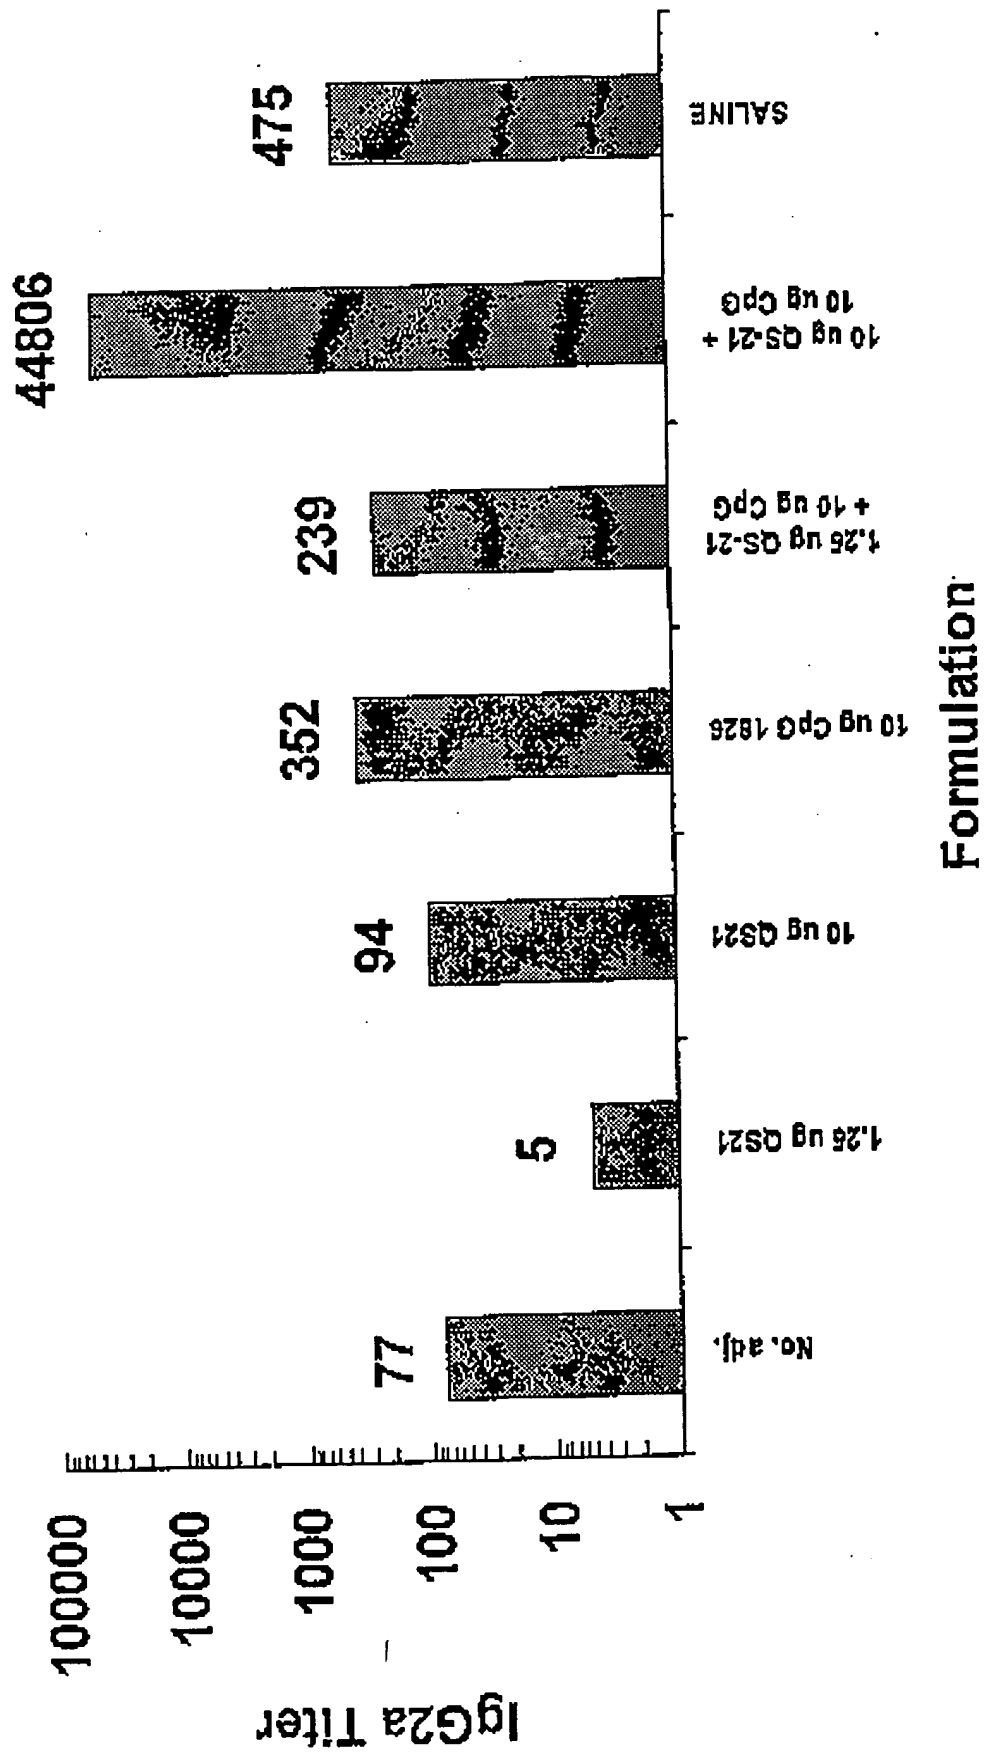 IgG2a Titer
100000
10000
1000
100
10
1
77
5
94
352
239
44806
475
No. adj.
1.25 ug QS21
10 ug QS21
10 ug CpG 1826
1.25 ug QS-21
+ 10 ug CpG
10 ug QS-21 +
10 ug CpG
SALINE
Formulation